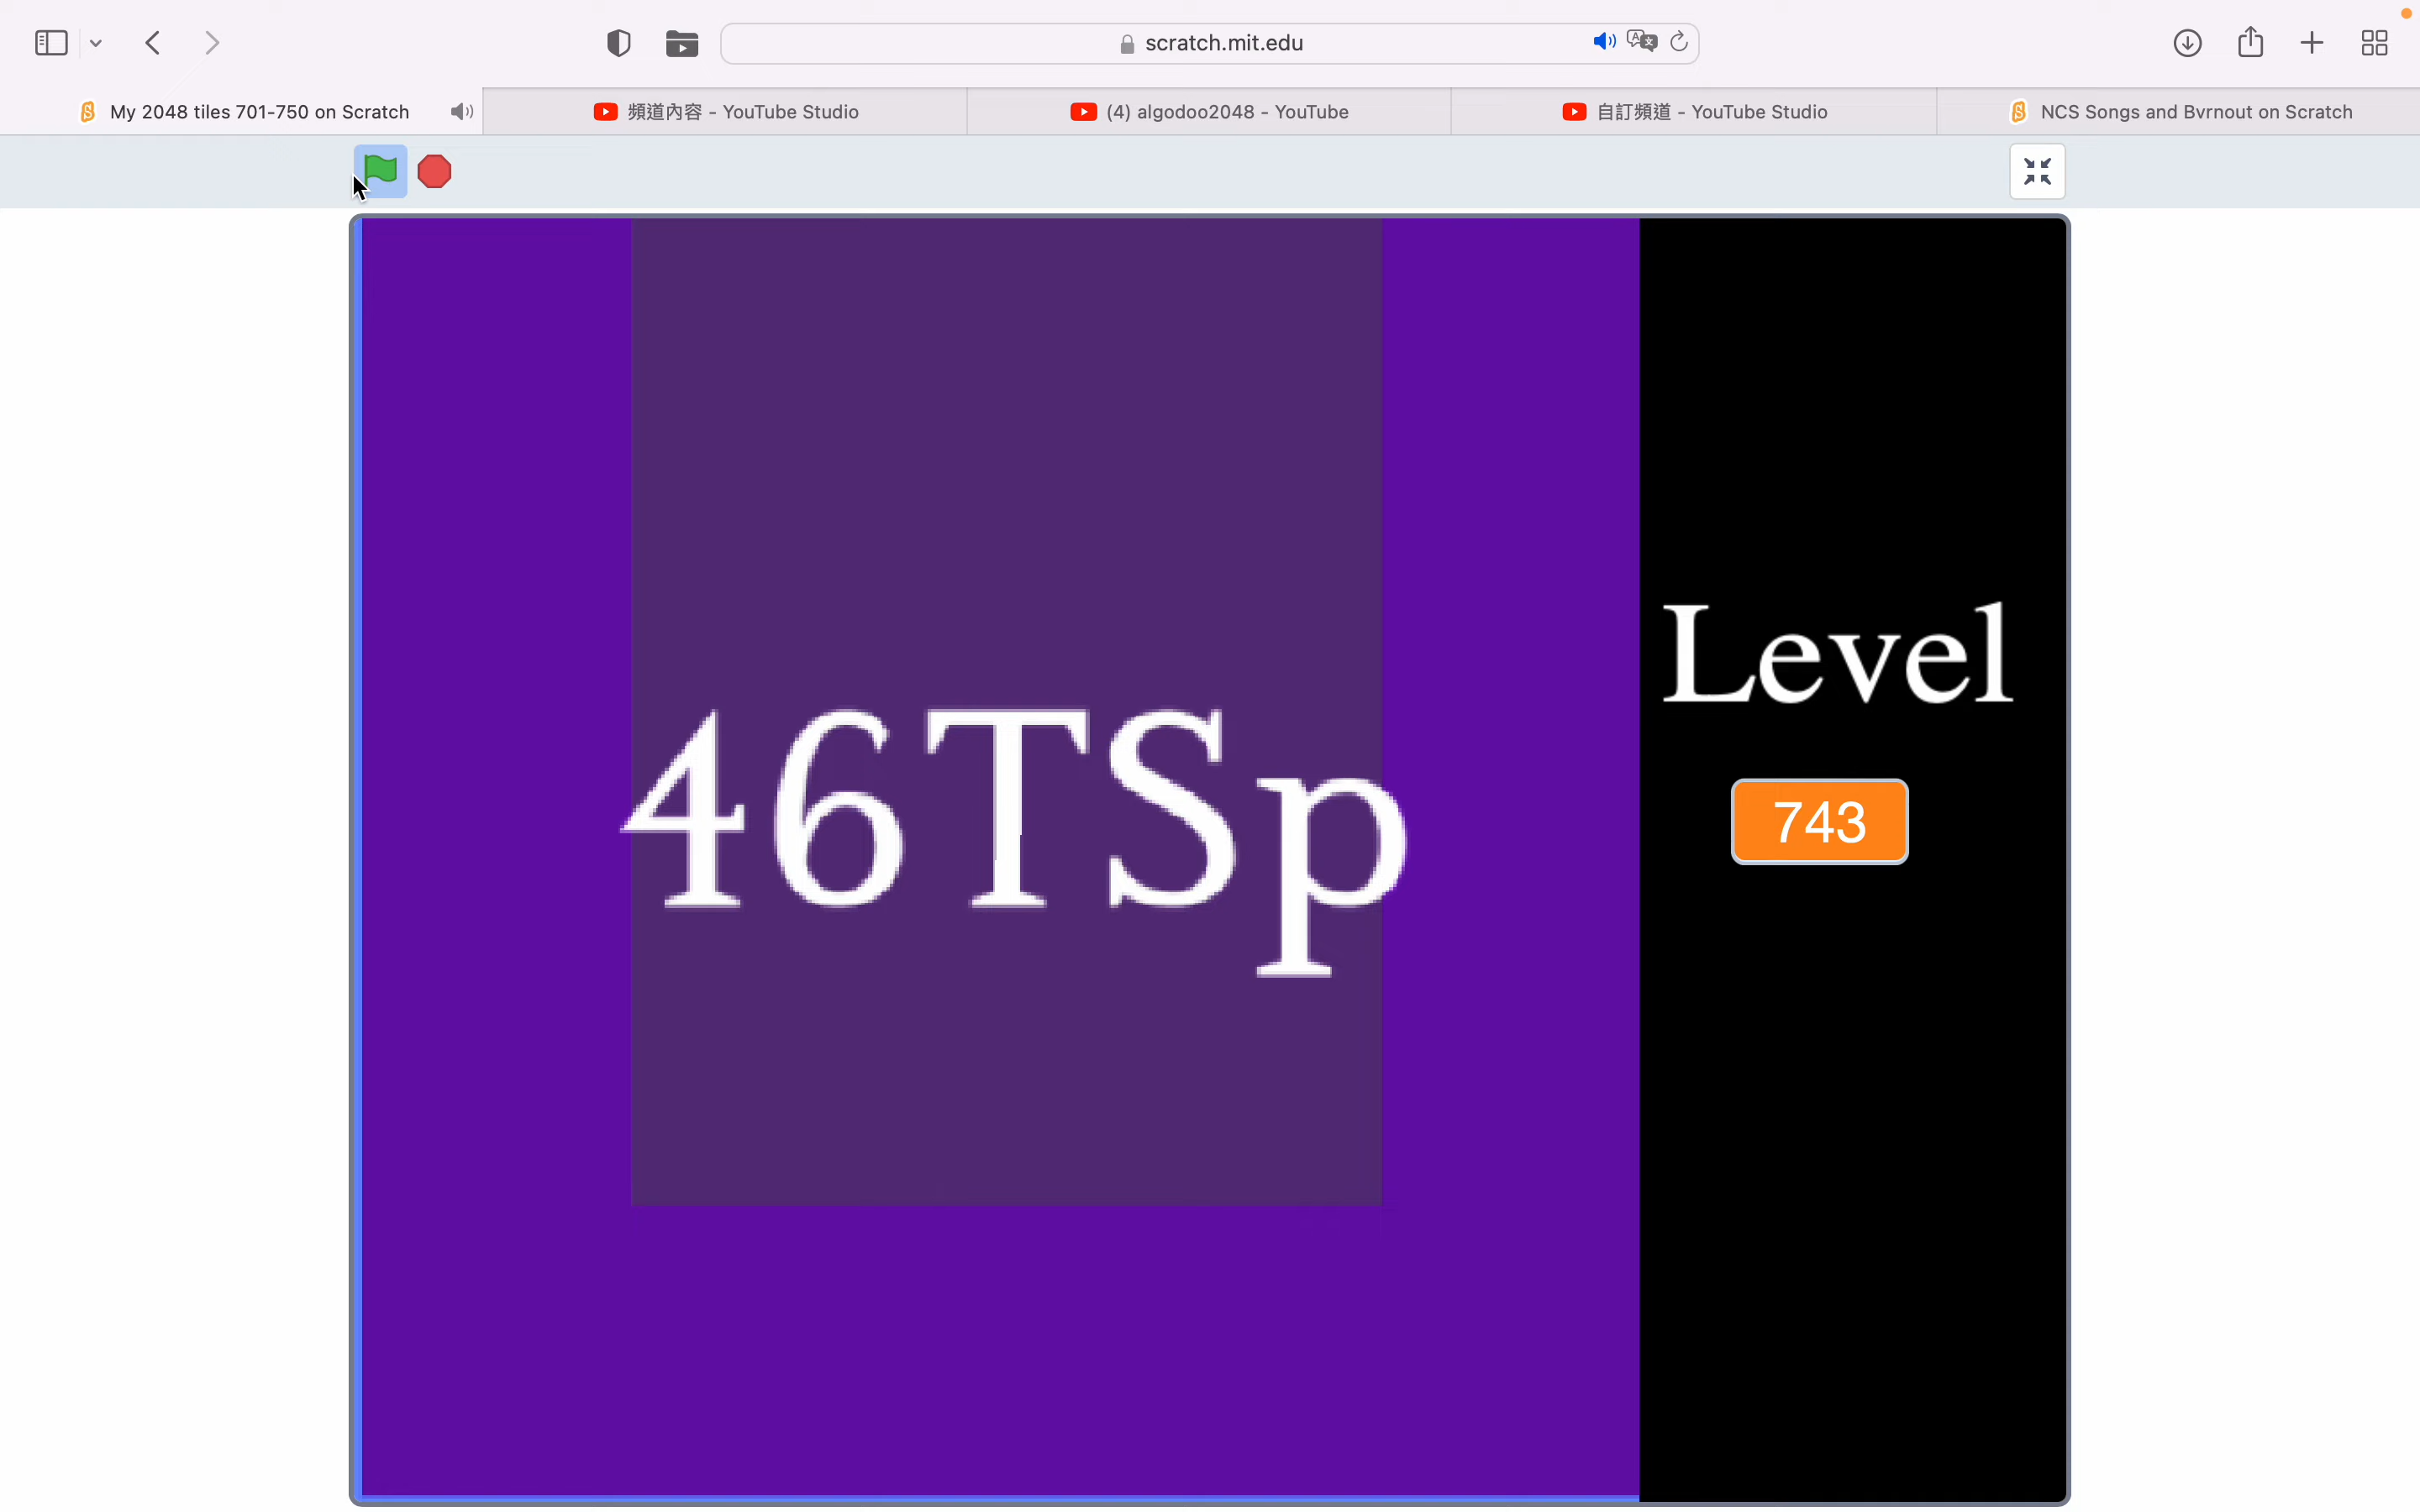 scratch.mit.edu
My 2048 tiles 701-750 on Scratch
頻道內容 - YouTube Studio
(4) algodoo2048 - YouTube
自訂頻道 - YouTube Studio
NCS Songs and Bvrnout on Scratch
Level
46TSp
743